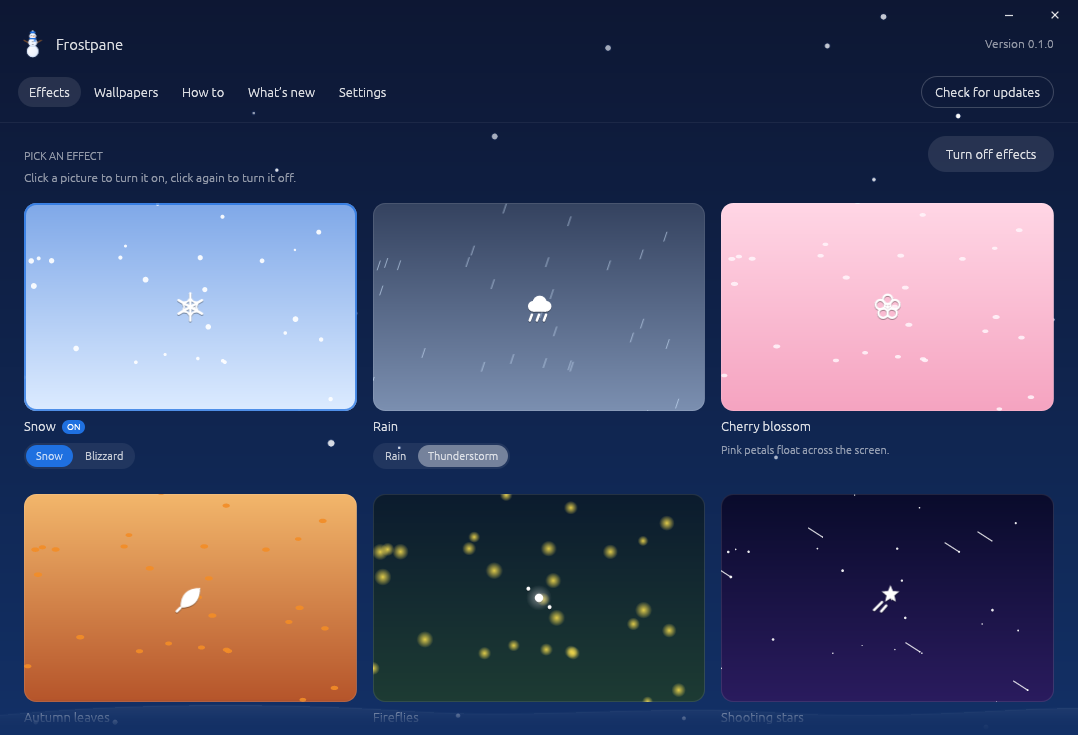 Frostpane
Version 0.1.0
Effects Wallpapers How to What's new Settings Check for updates
PICK AN EFFECT
Click a picture to turn it on, click again to turn it off.
Turn off effects
Snow ON
Snow Blizzard
Rain
Rain Thunderstorm
Cherry blossom
Pink petals float across the screen.
Autumn leaves
Fireflies
Shooting stars